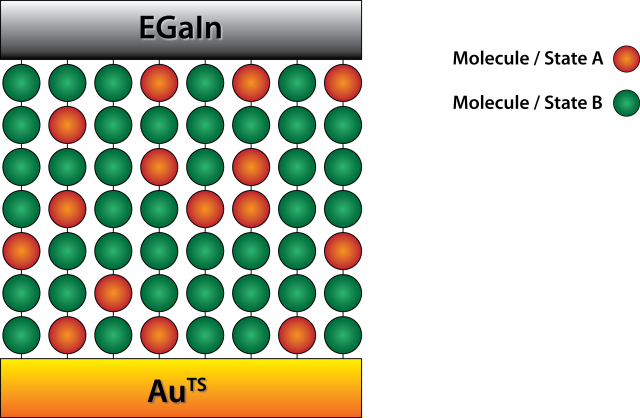 EGaIn
Molecule / State A
Molecule / State B
AuTS